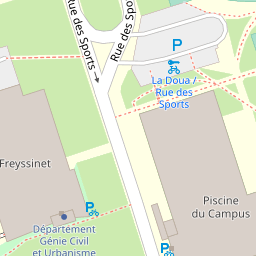 Rue des Sports
Rue des Spo
P
La Doua /
Rue des
Sports
P
Freyssinet
Piscine
du Campus
P
Département
Génie Civil
et Urbanisme
P